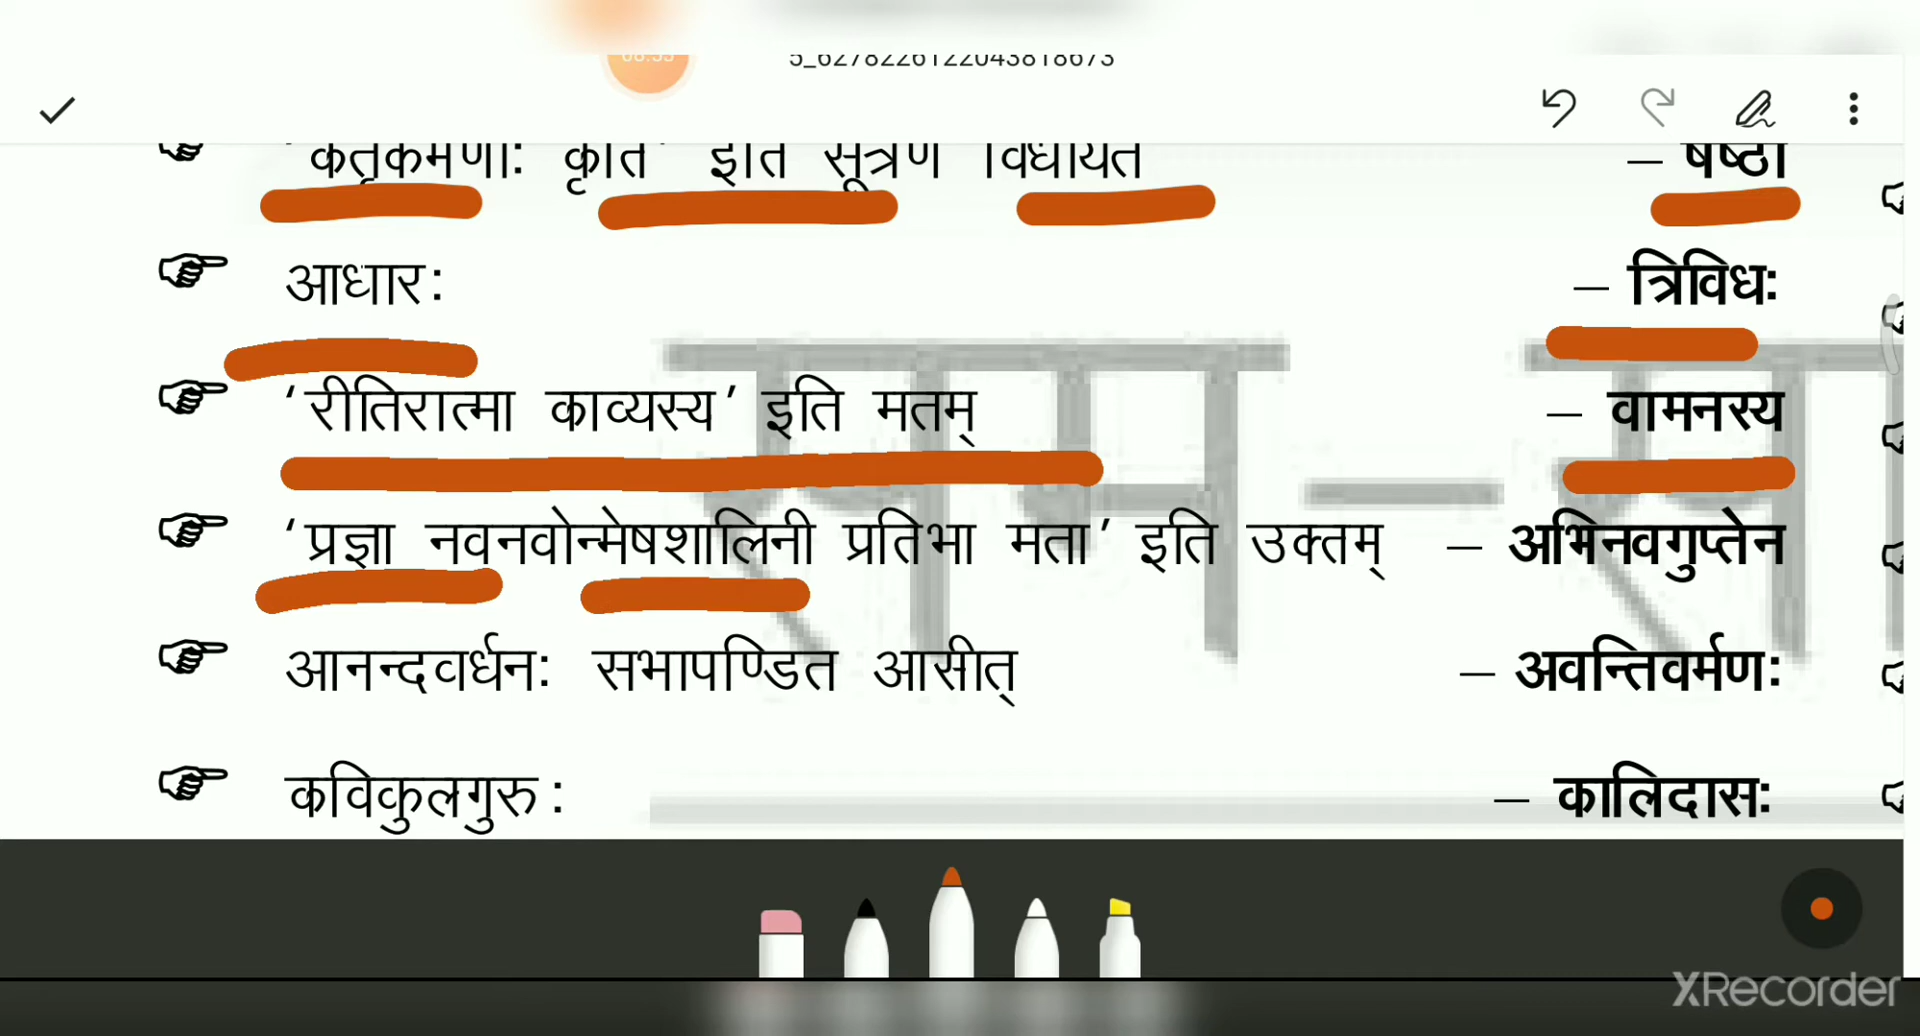 5_6278226122043818673
☞ 'कर्तृकर्मणोः कृति' इति सूत्रेण विधीयते – षष्ठी
☞ आधारः – त्रिविधः
☞ 'रीतिरात्मा काव्यस्य' इति मतम् – वामनस्य
☞ 'प्रज्ञा नवनवोन्मेषशालिनी प्रतिभा मता' इति उक्तम् – अभिनवगुप्तेन
☞ आनन्दवर्धनः सभापण्डित आसीत् – अवन्तिवर्मणः
☞ कविकुलगुरुः – कालिदासः
XRecorder